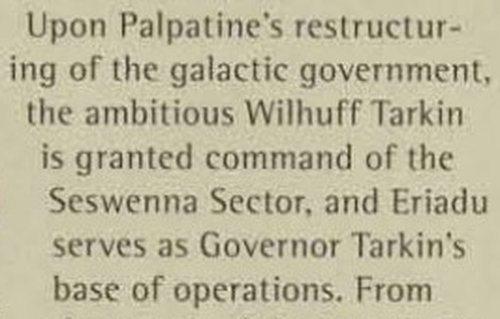 Upon Palpatine's restructur-
ing of the galactic government,
the ambitious Wilhuff Tarkin
is granted command of the
Seswenna Sector, and Eriadu
serves as Governor Tarkin's
base of operations. From